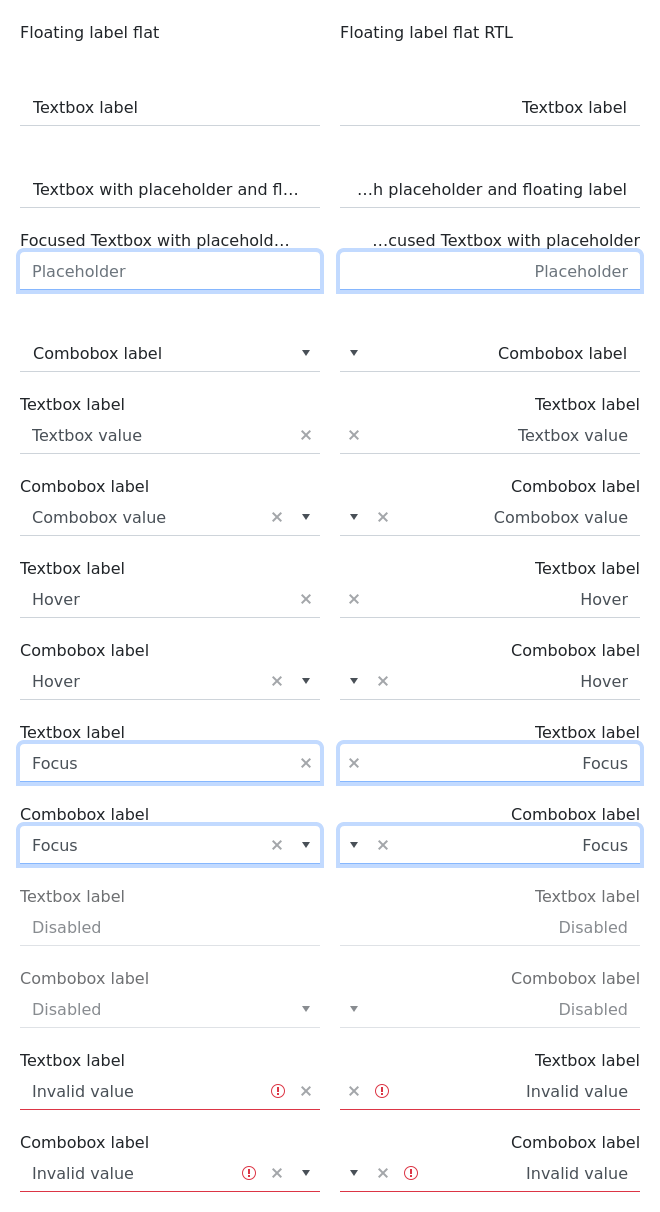 Floating label flat
Floating label flat RTL
Textbox label
Textbox label
Textbox with placeholder and fl...
...h placeholder and floating label
Focused Textbox with placehold...
...cused Textbox with placeholder
Placeholder
Placeholder
Combobox label
Combobox label
Textbox label
Textbox label
Textbox value
Textbox value
Combobox label
Combobox label
Combobox value
Combobox value
Textbox label
Textbox label
Hover
Hover
Combobox label
Combobox label
Hover
Hover
Textbox label
Textbox label
Focus
Focus
Combobox label
Combobox label
Focus
Focus
Textbox label
Textbox label
Disabled
Disabled
Combobox label
Combobox label
Disabled
Disabled
Textbox label
Textbox label
Invalid value
Invalid value
Combobox label
Combobox label
Invalid value
Invalid value